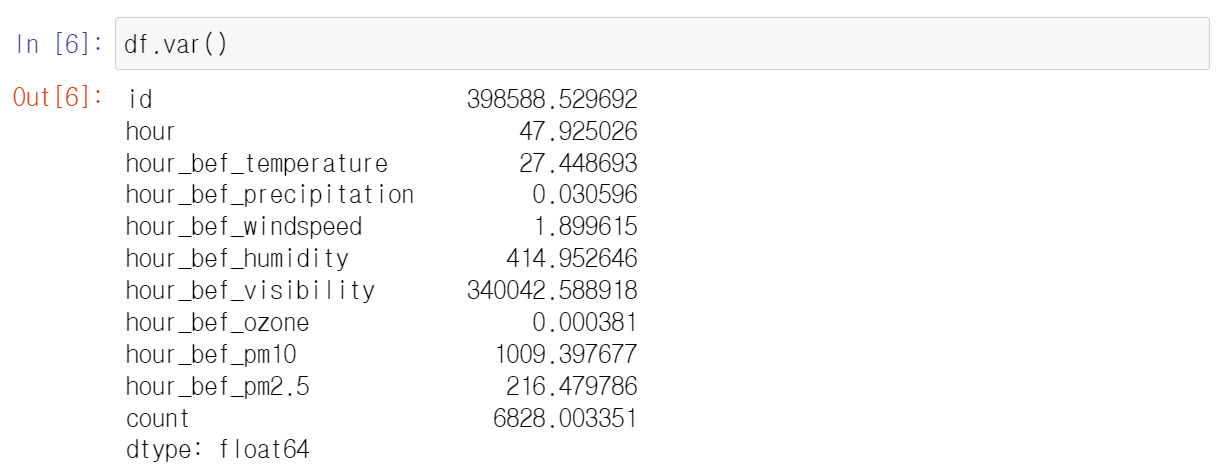 In [6]: df.var()
Out[6]: id 398588.529692
hour 47.925026
hour_bef_temperature 27.448693
hour_bef_precipitation 0.030596
hour_bef_windspeed 1.899615
hour_bef_humidity 414.952646
hour_bef_visibility 340042.588918
hour_bef_ozone 0.000381
hour_bef_pm10 1009.397677
hour_bef_pm2.5 216.479786
count 6828.003351
dtype: float64